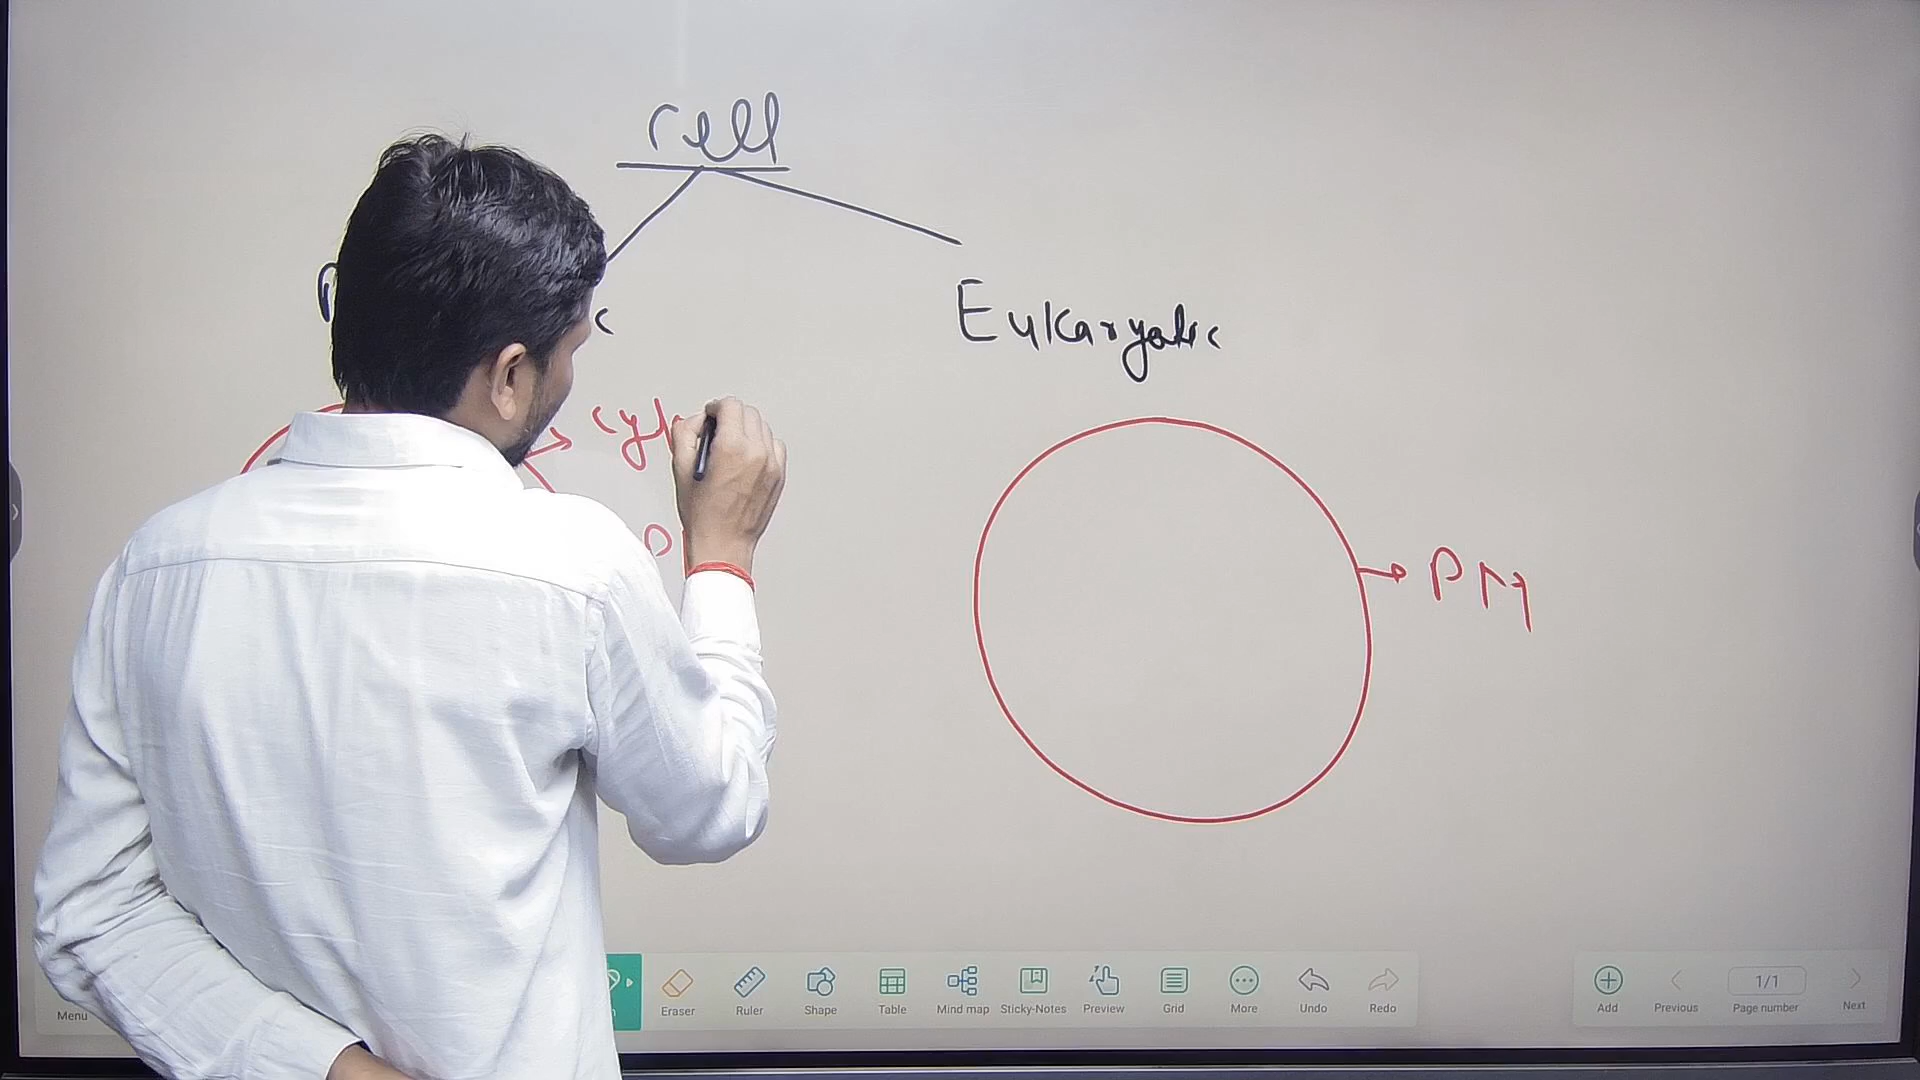 Cell
Eukaryotic
PM
Menu
Eraser
Ruler
Shape
Table
Mind map
Sticky-Notes
Preview
Grid
More
Undo
Redo
Add
Previous
1/1
Page number
Next